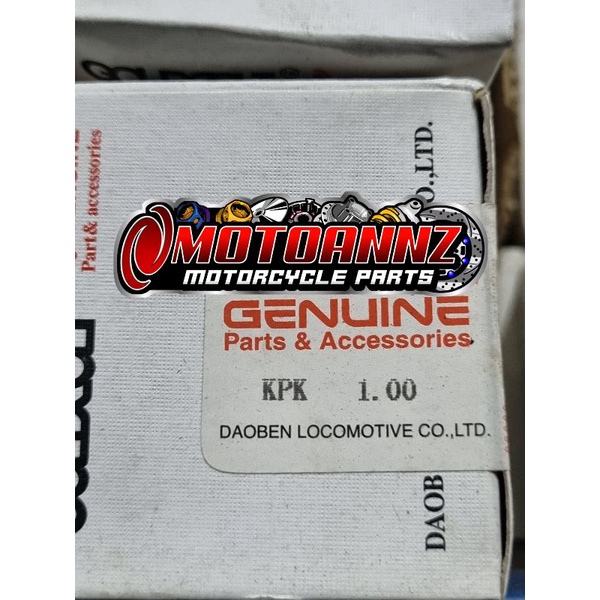 Part& accessories
MOTOANNZ
MOTORCYCLE PARTS
GENUINE
Parts & Accessories
KPK 1.00
DAOBEN LOCOMOTIVE CO.,LTD.
DAOB
O.,LTD.